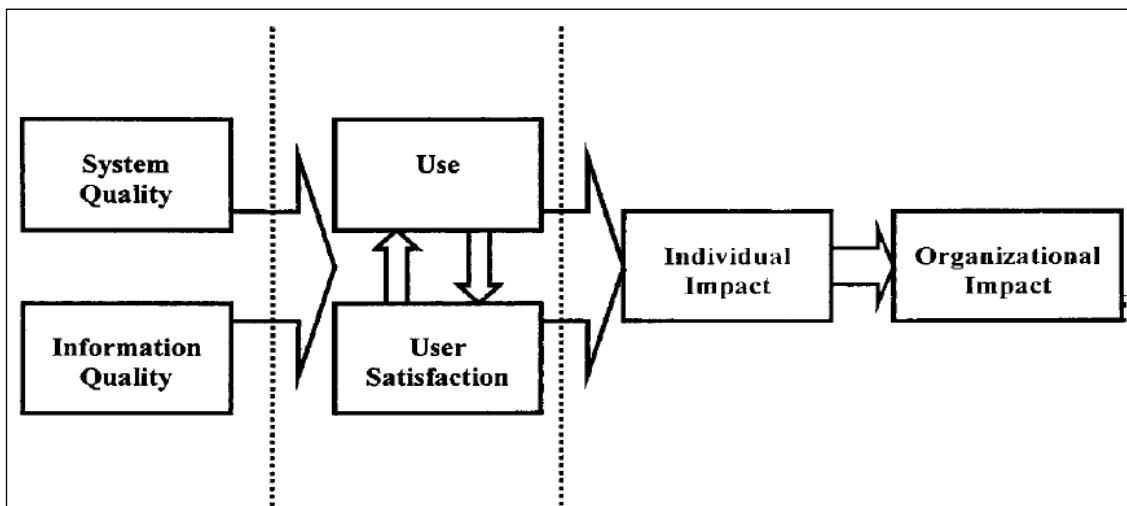 System
Quality
Information
Quality
Use
User
Satisfaction
Individual
Impact
Organizational
Impact